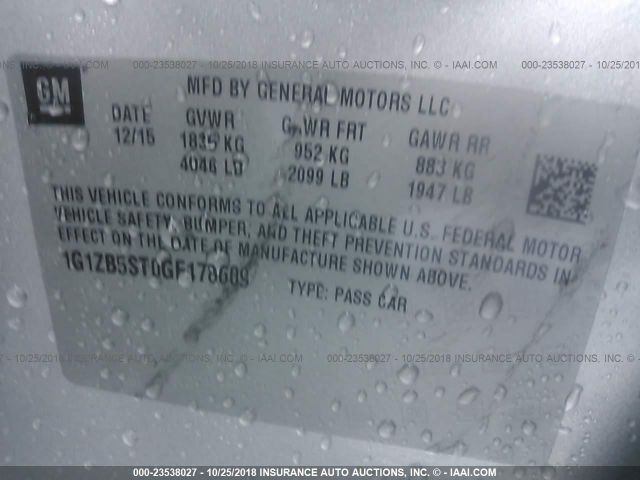 000-23538027 - 10/25/2018 INSURANCE AUTO AUCTIONS, INC. - © - IAAI.COM
GM
MFD BY GENERAL MOTORS LLC
DATE GVWR GAWR FRT GAWR RR
12/15 1835 KG 952 KG 883 KG
4046 LB 2099 LB 1947 LB
THIS VEHICLE CONFORMS TO ALL APPLICABLE U.S. FEDERAL MOTOR
VEHICLE SAFETY, BUMPER, AND THEFT PREVENTION STANDARDS IN
EFFECT ON THE DATE OF MANUFACTURE SHOWN ABOVE.
TYPE: PASS CAR
000-23538027 - 10/25/2018 INSURANCE AUTO AUCTIONS, INC. - © - IAAI.COM
000-23538027 - 10/25/2018 INSURANCE AUTO AUCTIONS, INC. - © - IAAI.COM